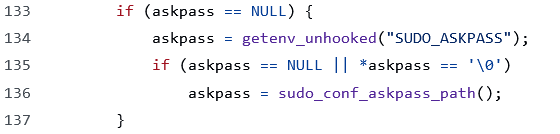 133 if (askpass == NULL) {
134 askpass = getenv_unhooked("SUDO_ASKPASS");
135 if (askpass == NULL || *askpass == '\0')
136 askpass = sudo_conf_askpass_path();
137 }